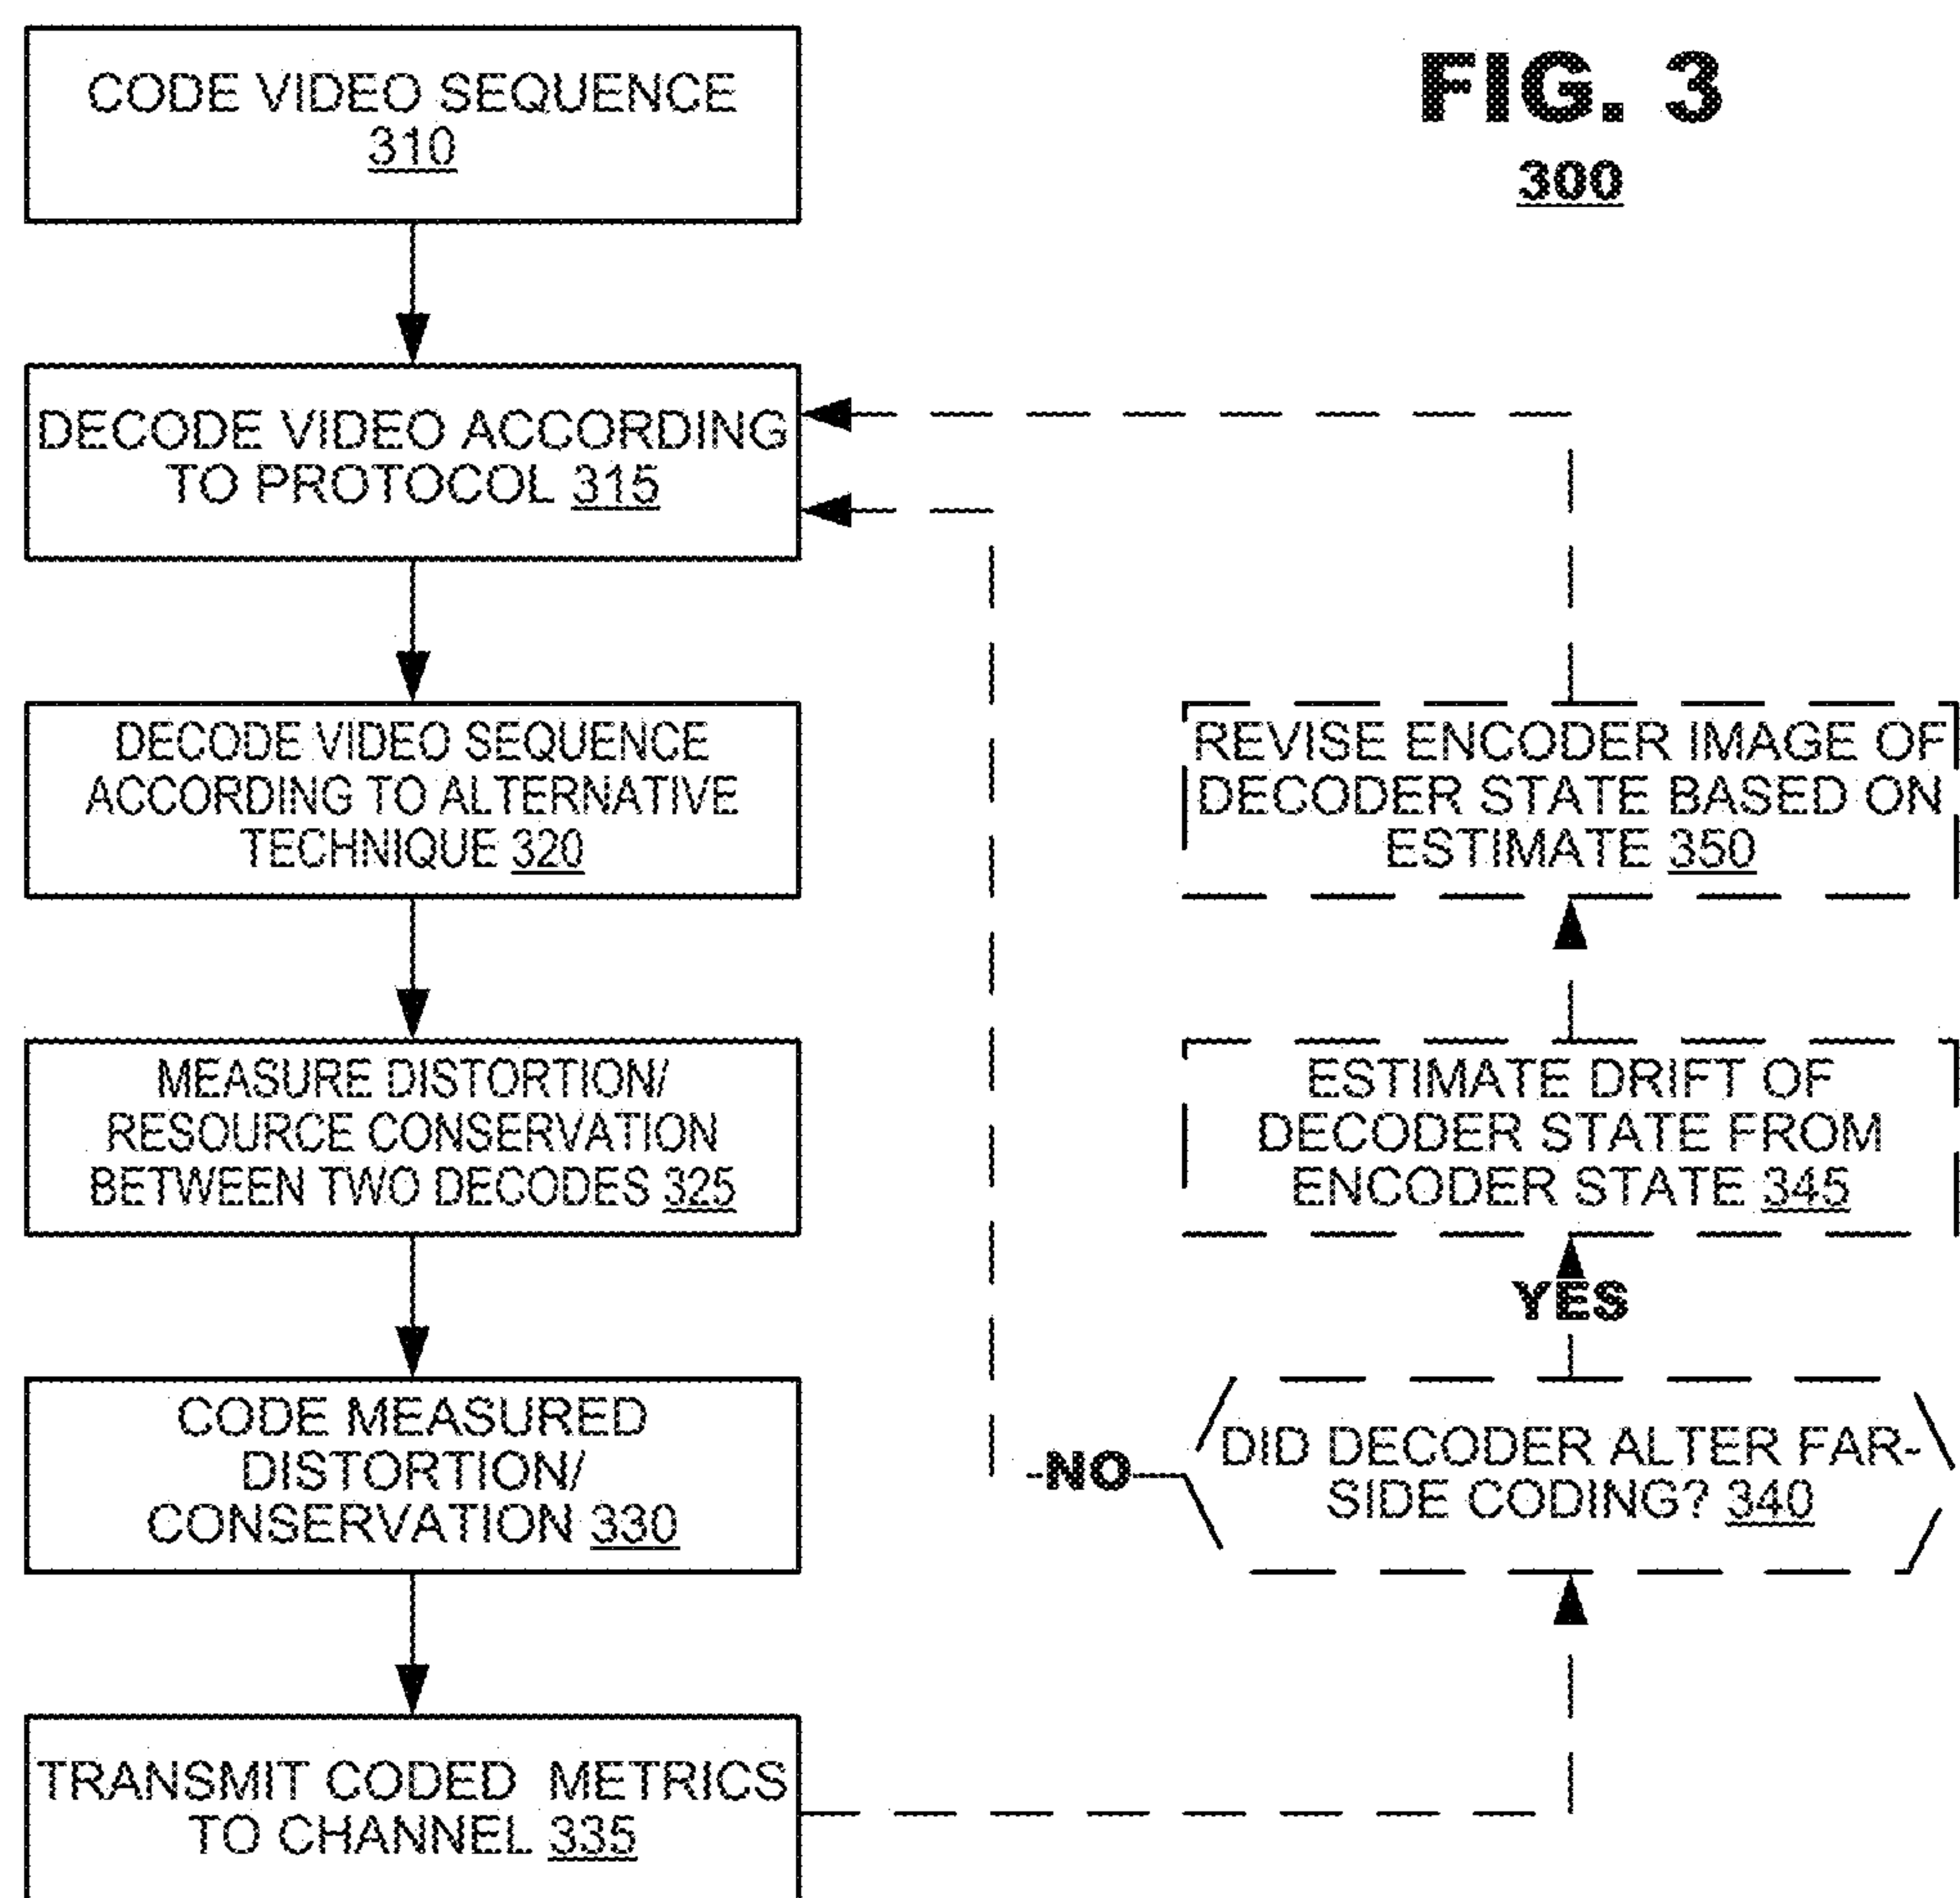 FIG. 3
300
CODE VIDEO SEQUENCE
310
DECODE VIDEO ACCORDING
TO PROTOCOL 315
DECODE VIDEO SEQUENCE
ACCORDING TO ALTERNATIVE
TECHNIQUE 320
MEASURE DISTORTION/
RESOURCE CONSERVATION
BETWEEN TWO DECODES 325
CODE MEASURED
DISTORTION/
CONSERVATION 330
TRANSMIT CODED METRICS
TO CHANNEL 335
REVISE ENCODER IMAGE OF
DECODER STATE BASED ON
ESTIMATE 350
ESTIMATE DRIFT OF
DECODER STATE FROM
ENCODER STATE 345
YES
NO
DID DECODER ALTER FAR-
SIDE CODING? 340